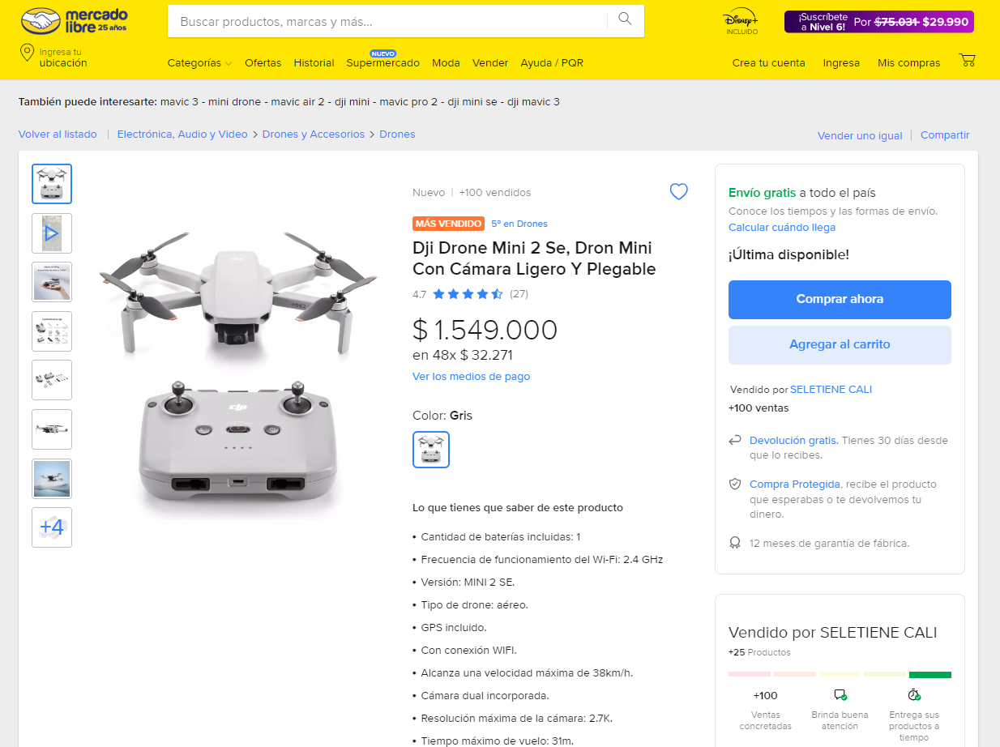 mercado
libre 25 años
Buscar productos, marcas y más...
Disney+
INCLUIDO
¡Suscríbete
a Nivel 6!
Por $75.031 $29.990
Ingresa tu
ubicación
Categorías
Ofertas
Historial
NUEVO
Supermercado
Moda
Vender
Ayuda / PQR
Crea tu cuenta
Ingresa
Mis compras
También puede interesarte: mavic 3 - mini drone - mavic air 2 - dji mini - mavic pro 2 - dji mini se - dji mavic 3
Volver al listado | Electrónica, Audio y Video > Drones y Accesorios > Drones
Vender uno igual | Compartir
+4
dji
MINI 2
Nuevo | +100 vendidos
MÁS VENDIDO 5º en Drones
Dji Drone Mini 2 Se, Dron Mini
Con Cámara Ligero Y Plegable
4.7 (27)
$ 1.549.000
en 48x $ 32.271
Ver los medios de pago
Color: Gris
Lo que tienes que saber de este producto
• Cantidad de baterías incluidas: 1
• Frecuencia de funcionamiento del Wi-Fi: 2.4 GHz
• Versión: MINI 2 SE.
• Tipo de drone: aéreo.
• GPS incluido.
• Con conexión WIFI.
• Alcanza una velocidad máxima de 38km/h.
• Cámara dual incorporada.
• Resolución máxima de la cámara: 2.7K.
• Tiempo máximo de vuelo: 31m.
Envío gratis a todo el país
Conoce los tiempos y las formas de envío.
Calcular cuándo llega
¡Última disponible!
Comprar ahora
Agregar al carrito
Vendido por SELETIENE CALI
+100 ventas
Devolución gratis. Tienes 30 días desde
que lo recibes.
Compra Protegida, recibe el producto
que esperabas o te devolvemos tu
dinero.
12 meses de garantía de fábrica.
Vendido por SELETIENE CALI
+25 Productos
+100
Ventas
concretadas
Brinda buena
atención
Entrega sus
productos a
tiempo